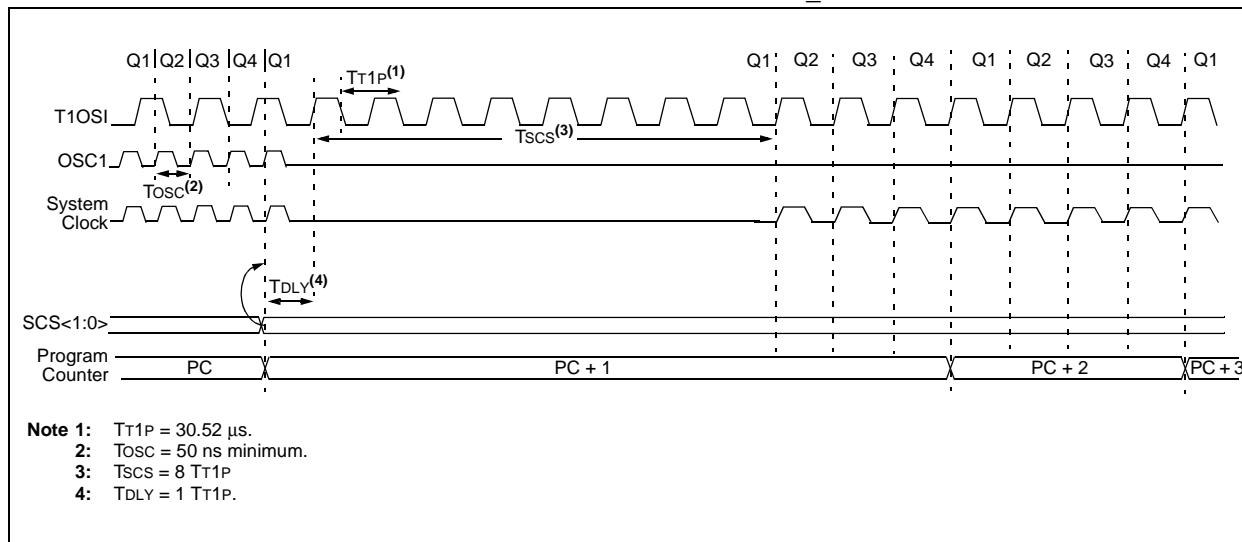 Q1 Q2 Q3 Q4 Q1 Q1 Q2 Q3 Q4 Q1 Q2 Q3 Q4 Q1
TT1P(1)
T1OSI
TSCS(3)
OSC1
TOSC(2)
System
Clock
TDLY(4)
SCS<1:0>
Program
Counter
PC PC + 1 PC + 2 PC + 3
Note 1: TT1P = 30.52 μs.
2: TOSC = 50 ns minimum.
3: TSCS = 8 TT1P
4: TDLY = 1 TT1P.